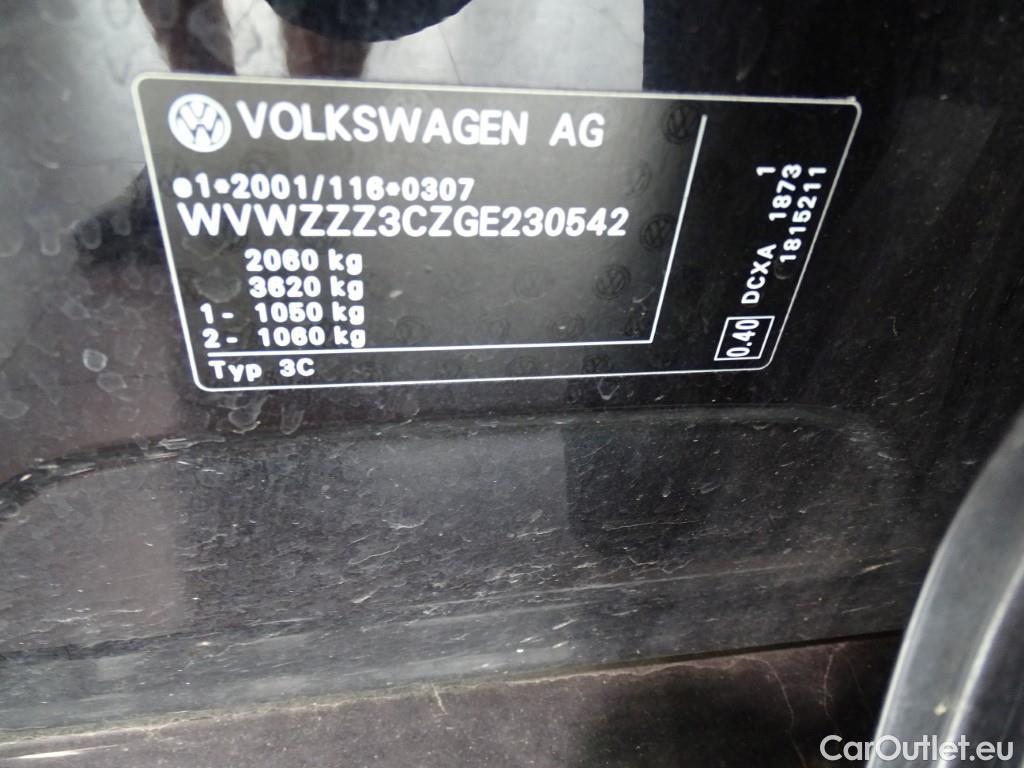 VOLKSWAGEN AG
e1*2001/116*0307
WVWZZZ3CZGE230542
2060 kg
3620 kg
1- 1050 kg
2- 1060 kg
Typ 3C
0.40 DCXA 1873 1
1815211
CarOutlet.eu